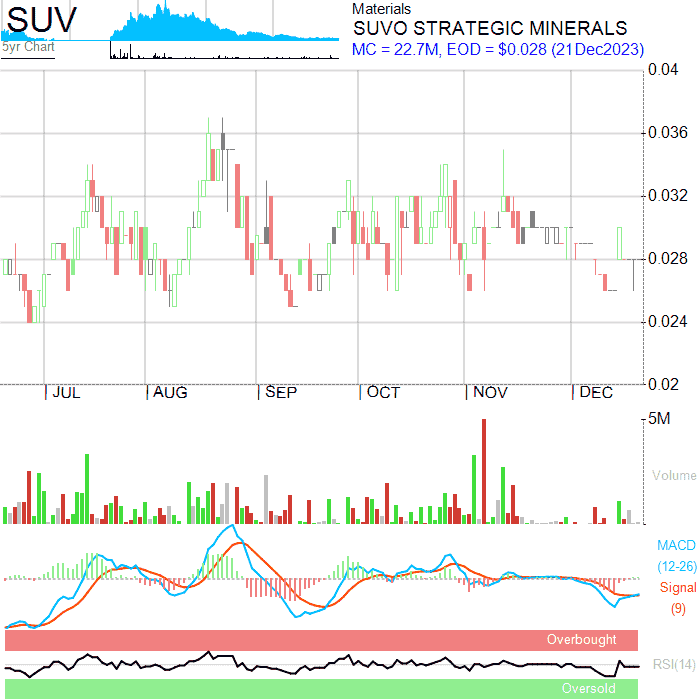 SUV
5yr Chart
Materials
SUVO STRATEGIC MINERALS
MC = 22.7M, EOD = $0.028 (21Dec2023)
0.04
0.036
0.032
0.028
0.024
0.02
JUL AUG SEP OCT NOV DEC
5M
Volume
MACD
(12-26)
Signal
(9)
Overbought
RSI(14)
Oversold